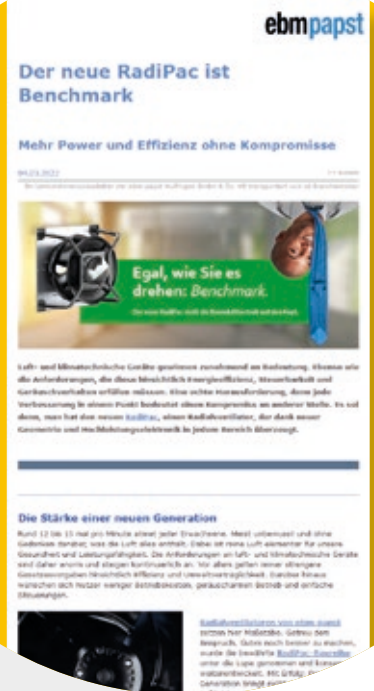 ebmpapst
Der neue RadiPac ist
Benchmark
Mehr Power und Effizienz ohne Kompromisse
Egal, wie Sie es
drehen: Benchmark.
Luft- und klimatechnische Geräte gewinnen zunehmend an Bedeutung. Ebenso wie
die Anforderungen, die diese hinsichtlich Energieeffizienz, Steuerbarkeit und
Geräuschverhalten erfüllen müssen. Eine echte Herausforderung, denn jede
Verbesserung in einem Punkt bedeutet einen Kompromiss an anderer Stelle. Es sei
denn, man hat den neuen RadiPac, einen Radialventilator, der dank neuer
Geometrie und Hochleistungselektronik in jedem Bereich überzeugt.
Die Stärke einer neuen Generation
Rund 12 bis 15 mal pro Minute atmet jeder Erwachsene. Meist unbewusst und ohne
Gedanken darüber, was die Luft alles enthält. Dabei ist reine Luft elementar für unsere
Gesundheit und Leistungsfähigkeit. Die Anforderungen an luft- und klimatechnische Geräte
sind daher enorm und steigen kontinuierlich an. Vor allem gelten immer strengere
Gesetzesvorgaben hinsichtlich Effizienz und Umweltverträglichkeit. Darüber hinaus
wünschen sich Nutzer weniger Betriebskosten, geräuscharmen Betrieb und einfache
Steuerungen.
Radialventilatoren von ebm-papst
setzen hier Maßstäbe. Getreu dem
Anspruch, Gutes noch besser zu machen,
wurde die bewährte RadiPac-Baureihe
unter die Lupe genommen und
weiterentwickelt. Mit Erfolg:
Generation bringt